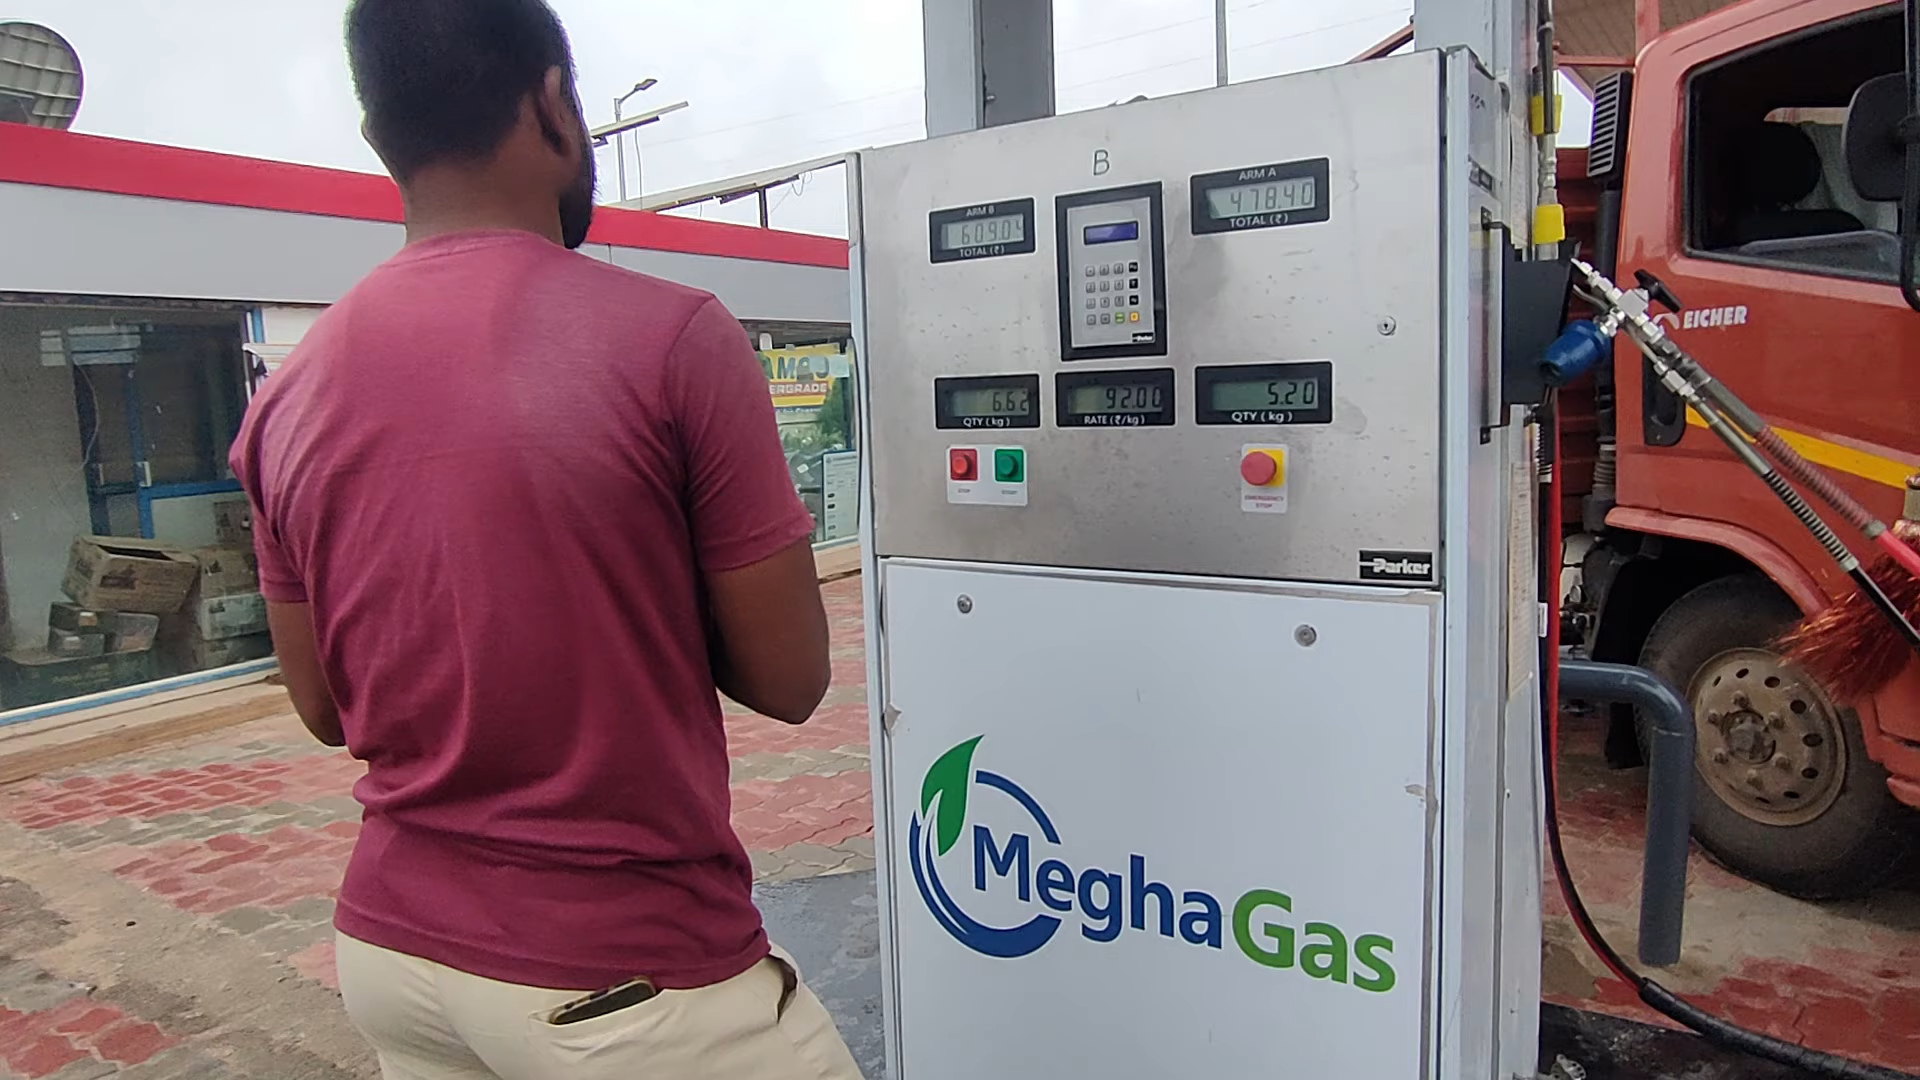 B
ARM B
609.04
TOTAL (₹)
ARM A
478.40
TOTAL (₹)
6.62
QTY (kg)
92.00
RATE (₹/kg)
5.20
QTY (kg)
STOP
START
EMERGENCY
STOP
Parker
MeghaGas
EICHER
ERGRADE